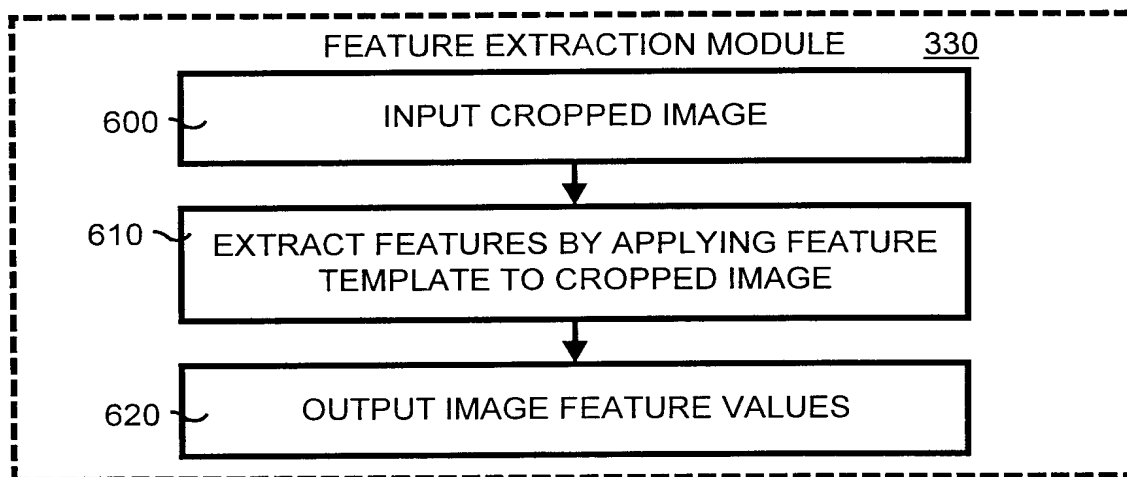 FEATURE EXTRACTION MODULE 330
600
INPUT CROPPED IMAGE
610
EXTRACT FEATURES BY APPLYING FEATURE
TEMPLATE TO CROPPED IMAGE
620
OUTPUT IMAGE FEATURE VALUES